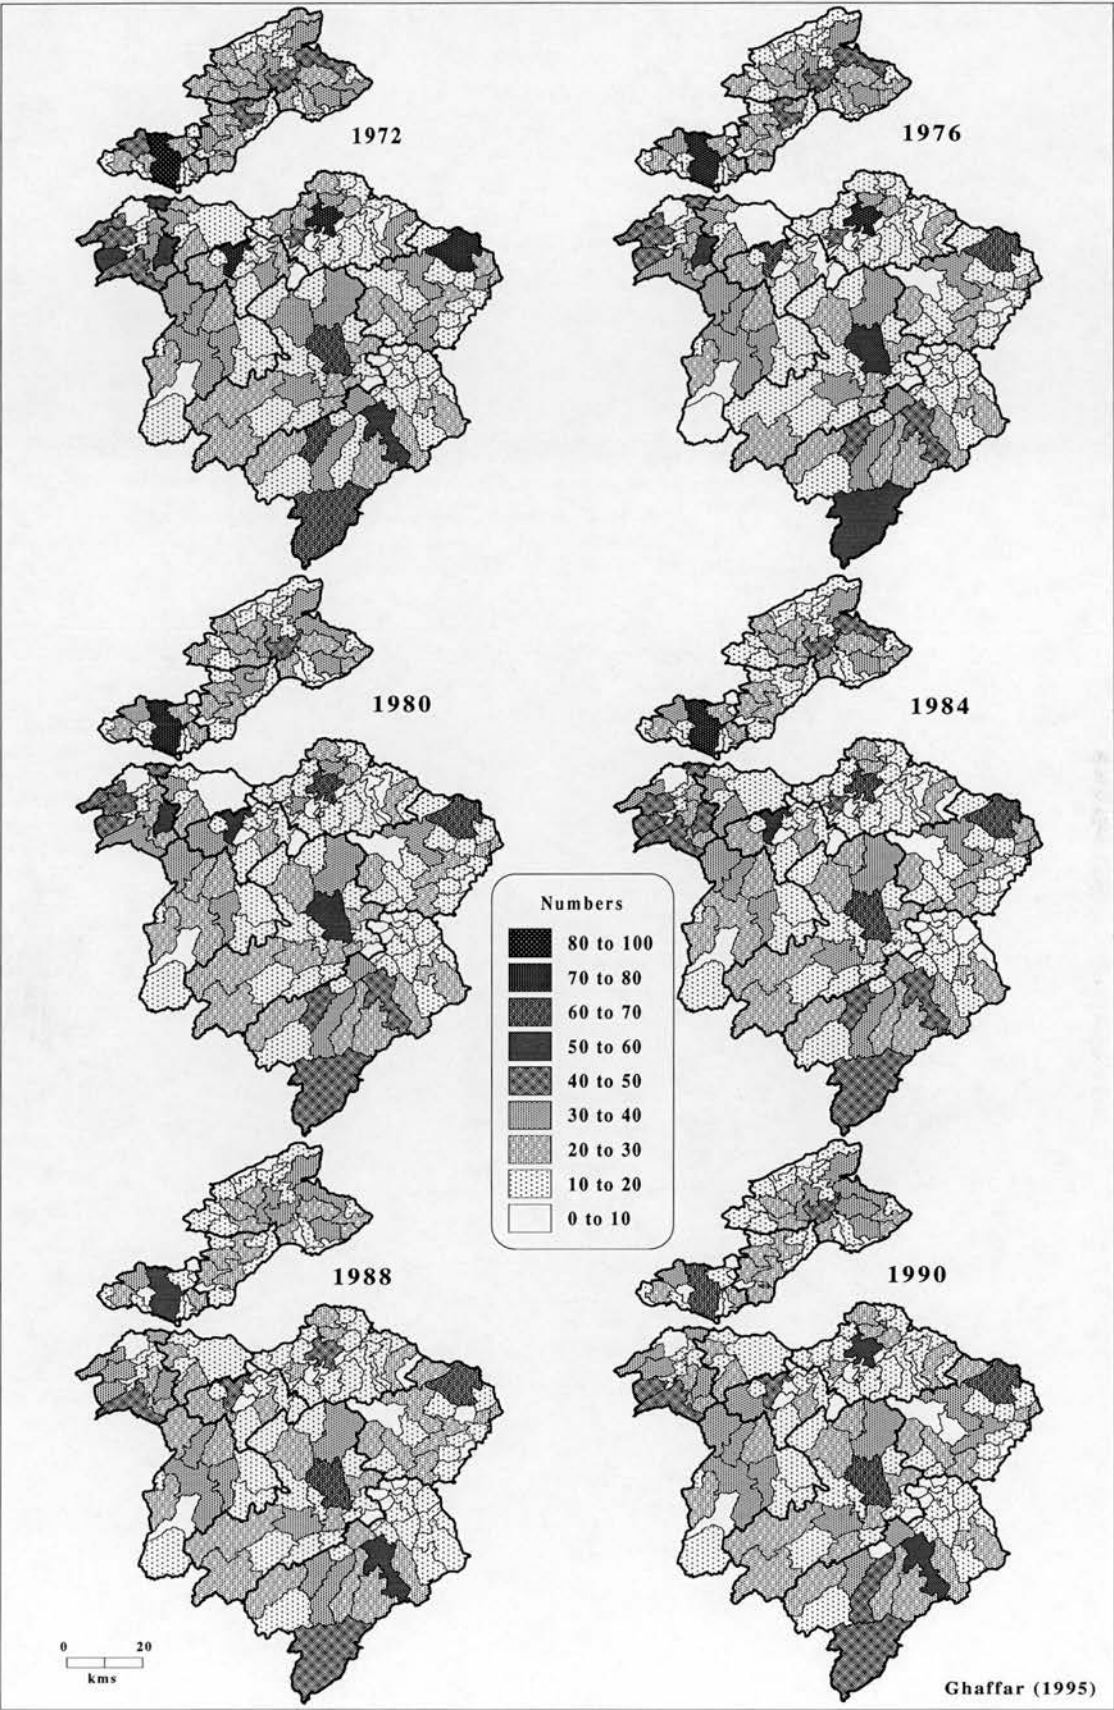 1972
1976
1980
1984
Numbers
80 to 100
70 to 80
60 to 70
50 to 60
40 to 50
30 to 40
20 to 30
10 to 20
0 to 10
1988
1990
0 20
kms
Ghaffar (1995)